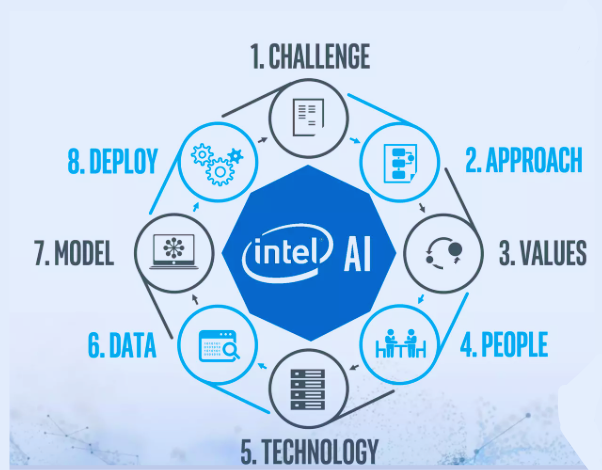 1. CHALLENGE
2. APPROACH
3. VALUES
4. PEOPLE
5. TECHNOLOGY
6. DATA
7. MODEL
8. DEPLOY
intel AI